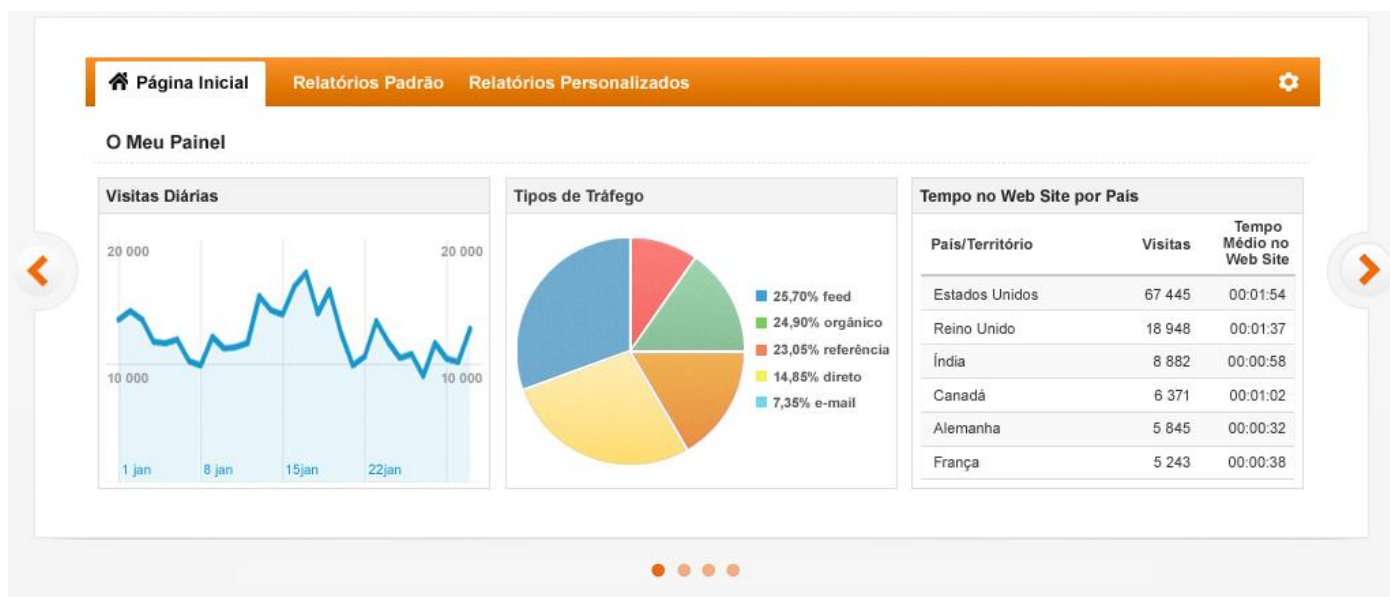 Página Inicial
Relatórios Padrão
Relatórios Personalizados
O Meu Painel
Visitas Diárias
20 000
20 000
10 000
10 000
1 jan
8 jan
15jan
22jan
Tipos de Tráfego
25,70% feed
24,90% orgânico
23,05% referência
14,85% direto
7,35% e-mail
Tempo no Web Site por País
País/Território Visitas Tempo
Médio no
Web Site
Estados Unidos 67 445 00:01:54
Reino Unido 18 948 00:01:37
Índia 8 882 00:00:58
Canadá 6 371 00:01:02
Alemanha 5 845 00:00:32
França 5 243 00:00:38